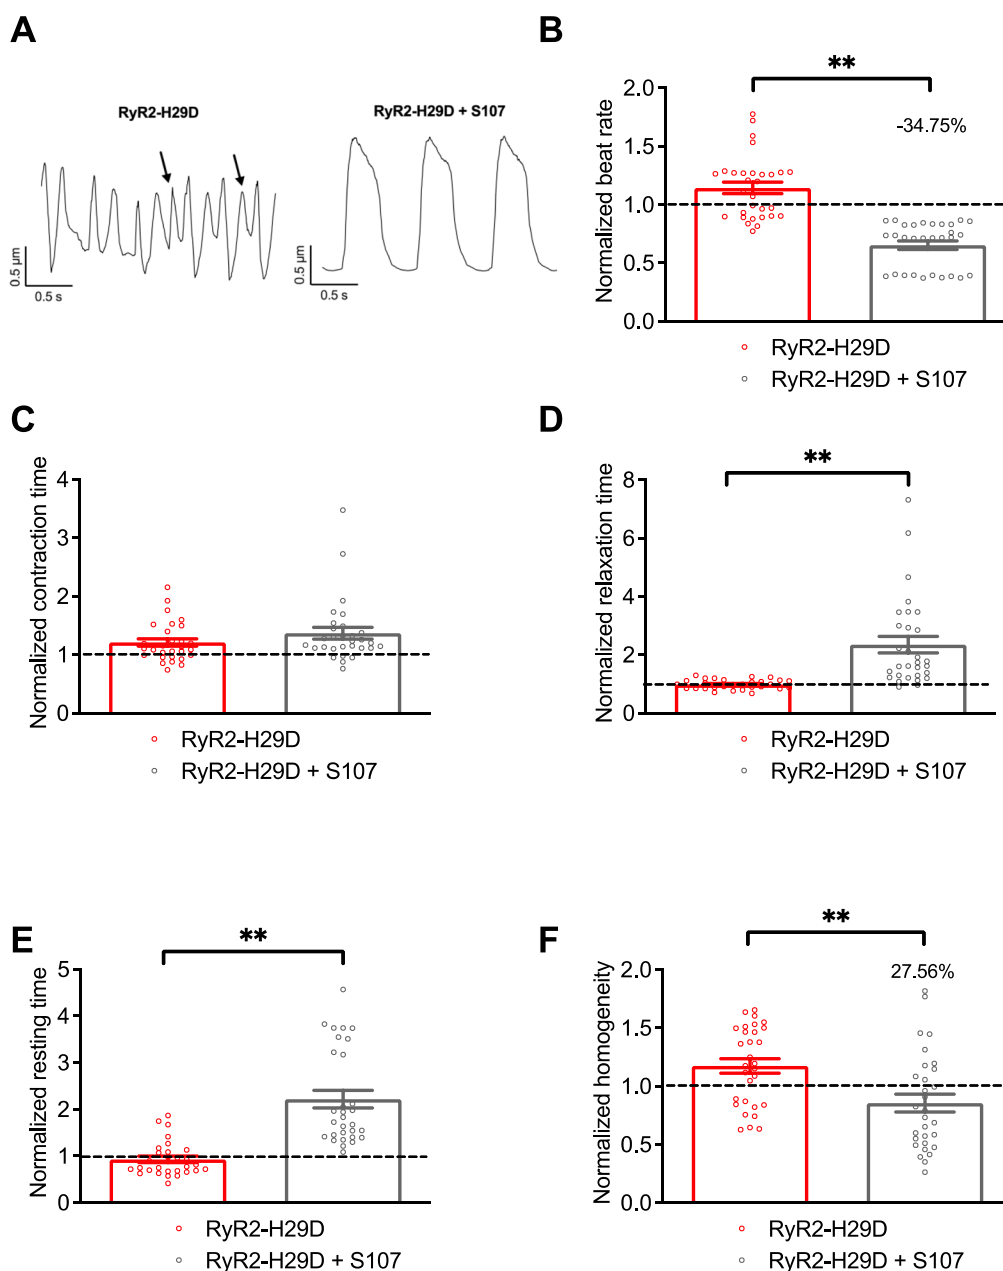 A
RyR2-H29D
RyR2-H29D + S107
0.5 µm
0.5 s
0.5 µm
0.5 s
B
**
-34.75%
Normalized beat rate
2.0
1.5
1.0
0.5
0.0
RyR2-H29D
RyR2-H29D + S107
C
Normalized contraction time
4
3
2
1
0
RyR2-H29D
RyR2-H29D + S107
D
**
Normalized relaxation time
8
6
4
2
0
RyR2-H29D
RyR2-H29D + S107
E
**
Normalized resting time
5
4
3
2
1
0
RyR2-H29D
RyR2-H29D + S107
F
**
27.56%
Normalized homogeneity
2.0
1.5
1.0
0.5
0.0
RyR2-H29D
RyR2-H29D + S107